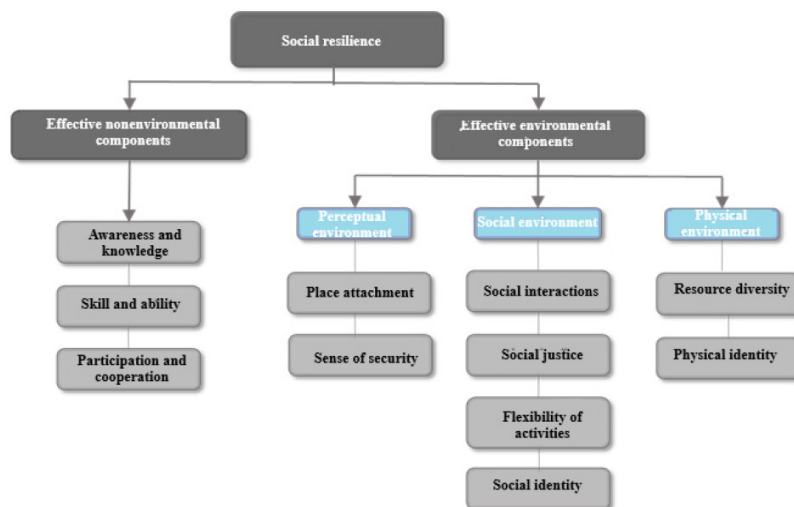 Social resilience
Effective nonenvironmental
components
Effective environmental
components
Perceptual
environment
Social environment
Physical
environment
Awareness and
knowledge
Place attachment
Social interactions
Resource diversity
Skill and ability
Sense of security
Social justice
Physical identity
Participation and
cooperation
Flexibility of
activities
Social identity